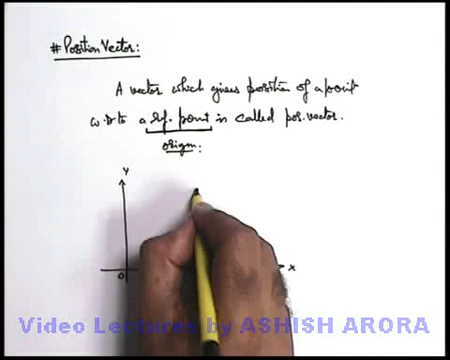 # Position Vector:
A vector which gives position of a point
w.r.to a ref. point is called pos. vector.
origin:
Y
O
X
Video Lectures by ASHISH ARORA